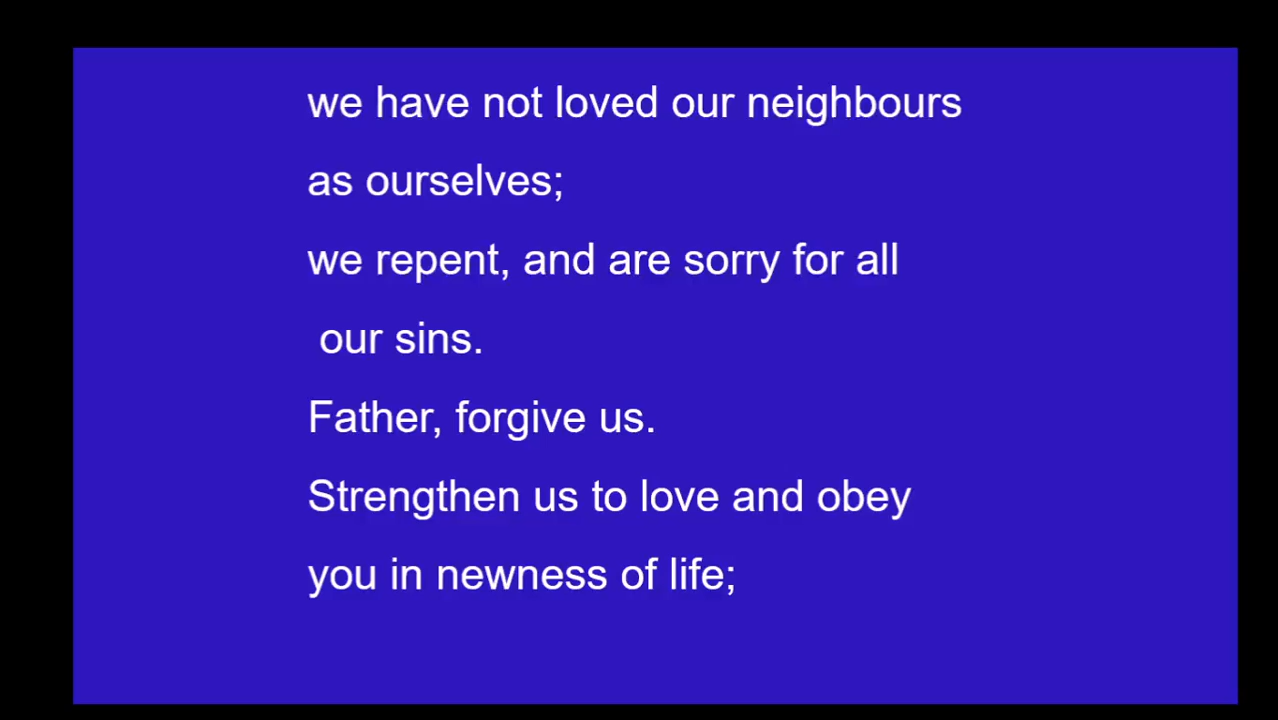 we have not loved our neighbours
as ourselves;
we repent, and are sorry for all
our sins.
Father, forgive us.
Strengthen us to love and obey
you in newness of life;